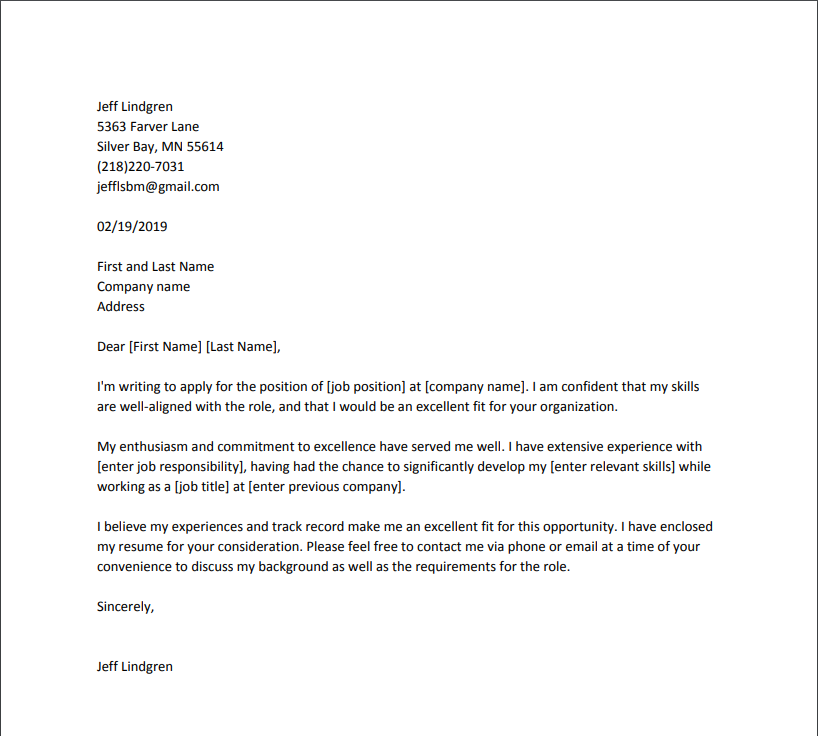 Jeff Lindgren
5363 Farver Lane
Silver Bay, MN 55614
(218)220-7031
jefflsbm@gmail.com
02/19/2019
First and Last Name
Company name
Address
Dear [First Name] [Last Name],
I'm writing to apply for the position of [job position] at [company name]. I am confident that my skills
are well-aligned with the role, and that I would be an excellent fit for your organization.
My enthusiasm and commitment to excellence have served me well. I have extensive experience with
[enter job responsibility], having had the chance to significantly develop my [enter relevant skills] while
working as a [job title] at [enter previous company].
I believe my experiences and track record make me an excellent fit for this opportunity. I have enclosed
my resume for your consideration. Please feel free to contact me via phone or email at a time of your
convenience to discuss my background as well as the requirements for the role.
Sincerely,
Jeff Lindgren